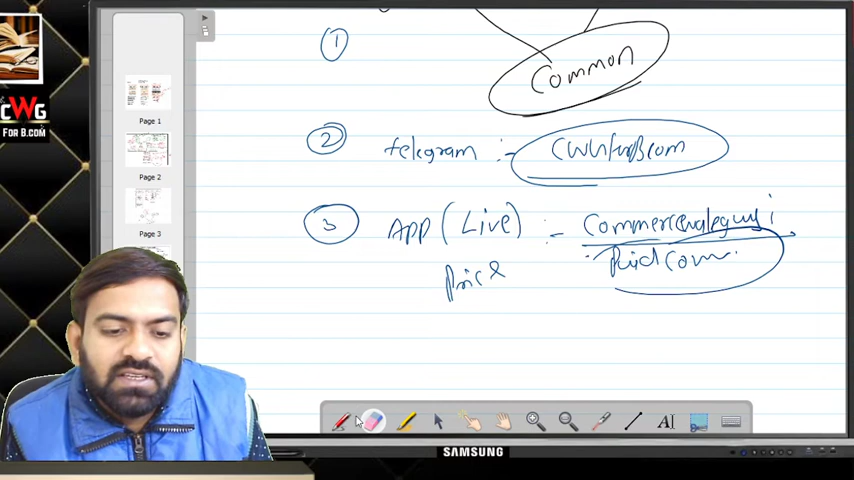 ①
Common
CWG
FOR B.COM
Page 1
② telegram :- CWGforBcom
Page 2
③ APP (Live) :-
Price
Page 3
AI
SAMSUNG